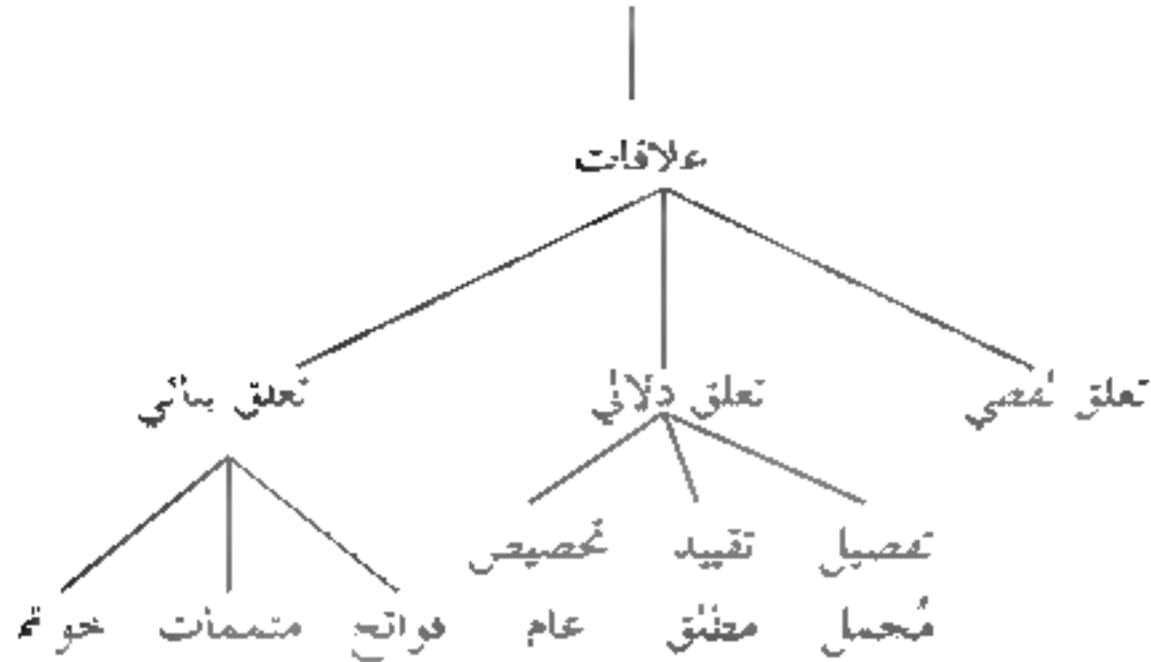 علاقات
تعلق لفظي تعلق دلالي تعلق بنائي
تفصيل تقييد تخصيص
مُجمل مطلق عام فواتح متممات خواتم